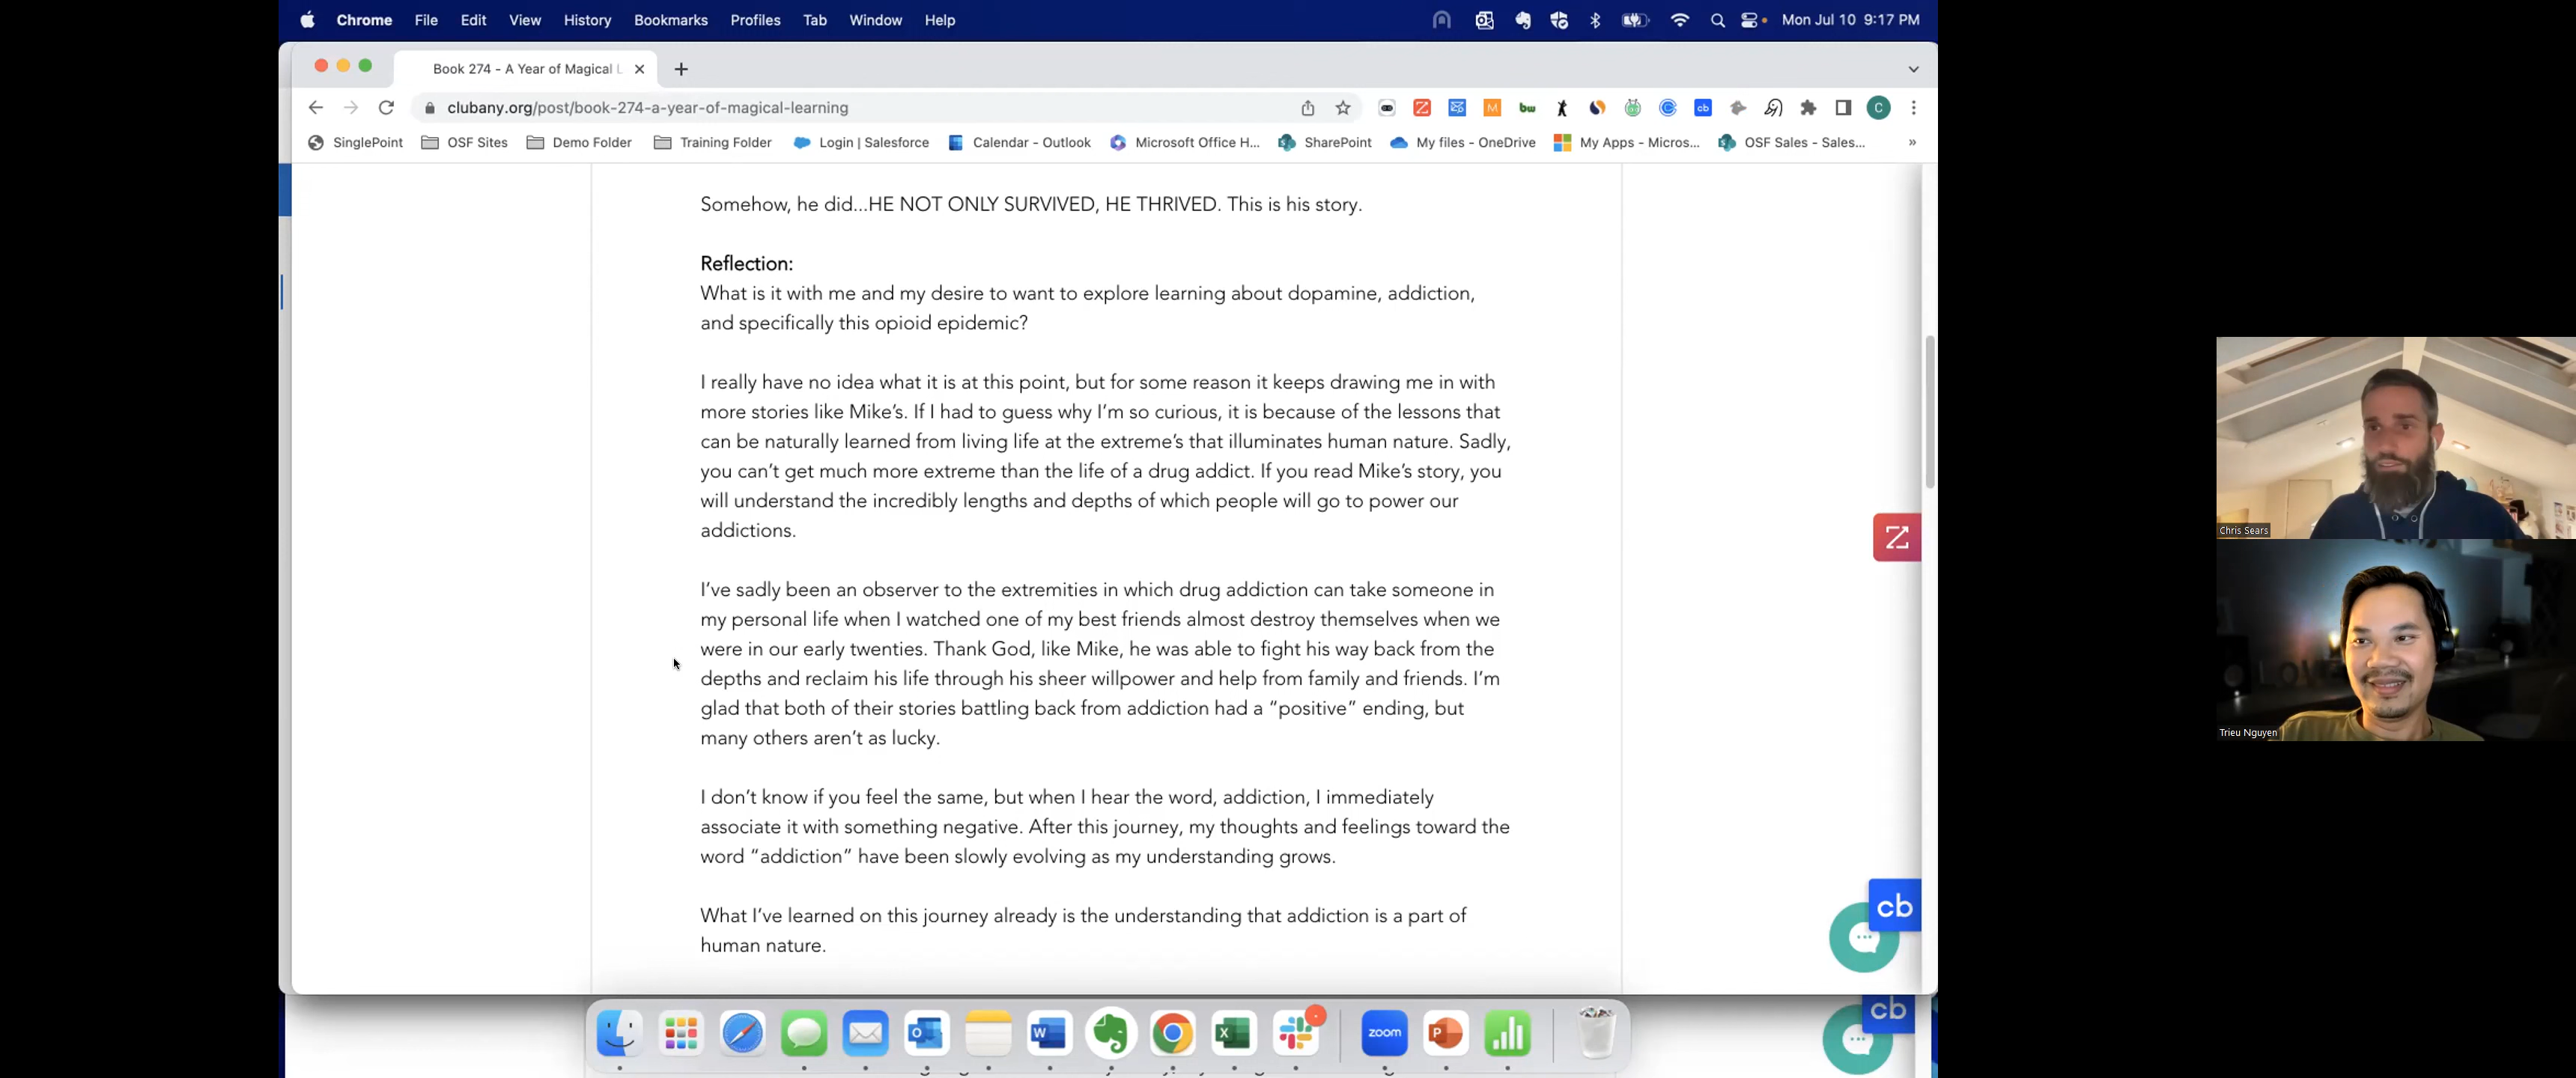 Chrome File Edit View History Bookmarks Profiles Tab Window Help Mon Jul 10 9:17 PM
Book 274 - A Year of Magical L
clubany.org/post/book-274-a-year-of-magical-learning
M bw cb C
SinglePoint OSF Sites Demo Folder Training Folder Login | Salesforce Calendar - Outlook Microsoft Office H... SharePoint My files - OneDrive My Apps - Micros... OSF Sales - Sales... »
Somehow, he did...HE NOT ONLY SURVIVED, HE THRIVED. This is his story.
Reflection:
What is it with me and my desire to want to explore learning about dopamine, addiction,
and specifically this opioid epidemic?
I really have no idea what it is at this point, but for some reason it keeps drawing me in with
more stories like Mike’s. If I had to guess why I’m so curious, it is because of the lessons that
can be naturally learned from living life at the extreme’s that illuminates human nature. Sadly,
you can’t get much more extreme than the life of a drug addict. If you read Mike’s story, you
will understand the incredibly lengths and depths of which people will go to power our
addictions.
I’ve sadly been an observer to the extremities in which drug addiction can take someone in
my personal life when I watched one of my best friends almost destroy themselves when we
were in our early twenties. Thank God, like Mike, he was able to fight his way back from the
depths and reclaim his life through his sheer willpower and help from family and friends. I’m
glad that both of their stories battling back from addiction had a “positive” ending, but
many others aren’t as lucky.
I don’t know if you feel the same, but when I hear the word, addiction, I immediately
associate it with something negative. After this journey, my thoughts and feelings toward the
word “addiction” have been slowly evolving as my understanding grows.
What I’ve learned on this journey already is the understanding that addiction is a part of
human nature.
Z
cb
cb
O W zoom P X
Chris Sears
LOVE
Trieu Nguyen